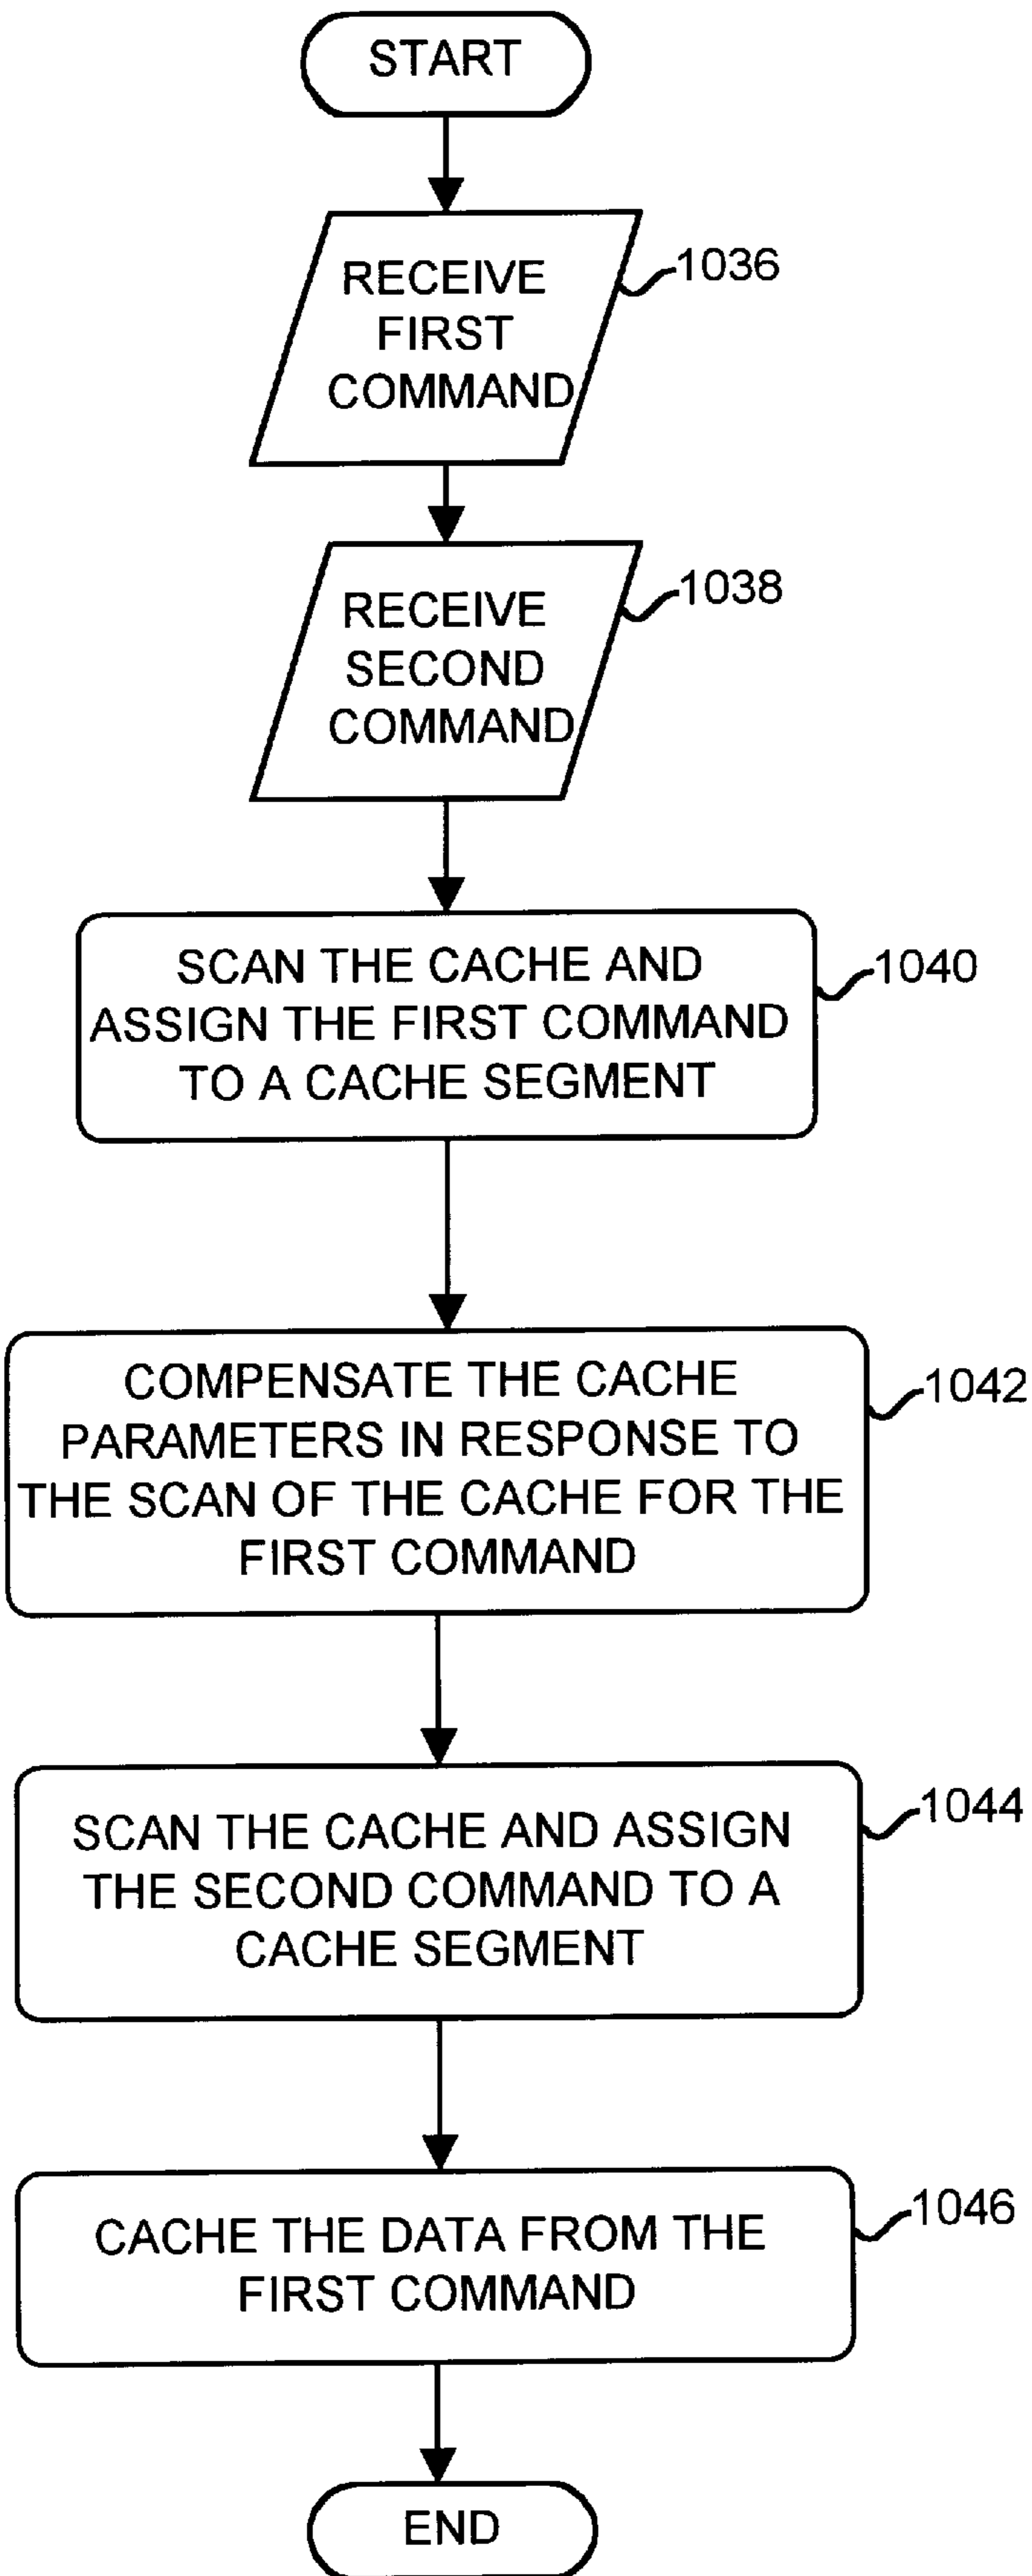 START
RECEIVE
FIRST
COMMAND
1036
RECEIVE
SECOND
COMMAND
1038
SCAN THE CACHE AND
ASSIGN THE FIRST COMMAND
TO A CACHE SEGMENT
1040
COMPENSATE THE CACHE
PARAMETERS IN RESPONSE TO
THE SCAN OF THE CACHE FOR THE
FIRST COMMAND
1042
SCAN THE CACHE AND ASSIGN
THE SECOND COMMAND TO A
CACHE SEGMENT
1044
CACHE THE DATA FROM THE
FIRST COMMAND
1046
END